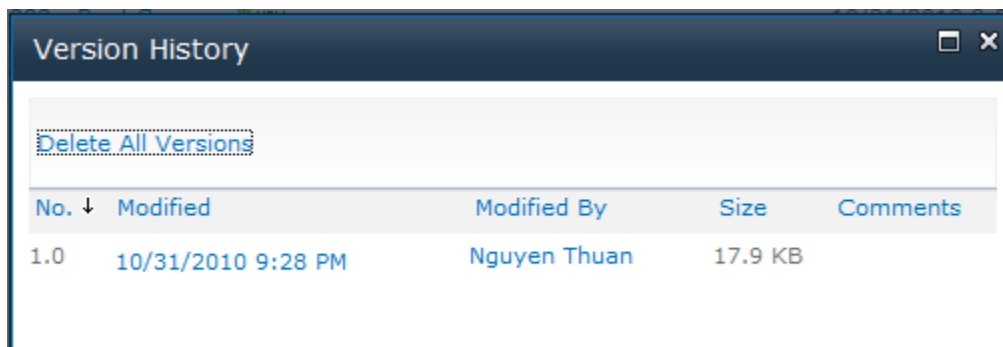 Version History
Delete All Versions
No. ↓ Modified Modified By Size Comments
1.0 10/31/2010 9:28 PM Nguyen Thuan 17.9 KB